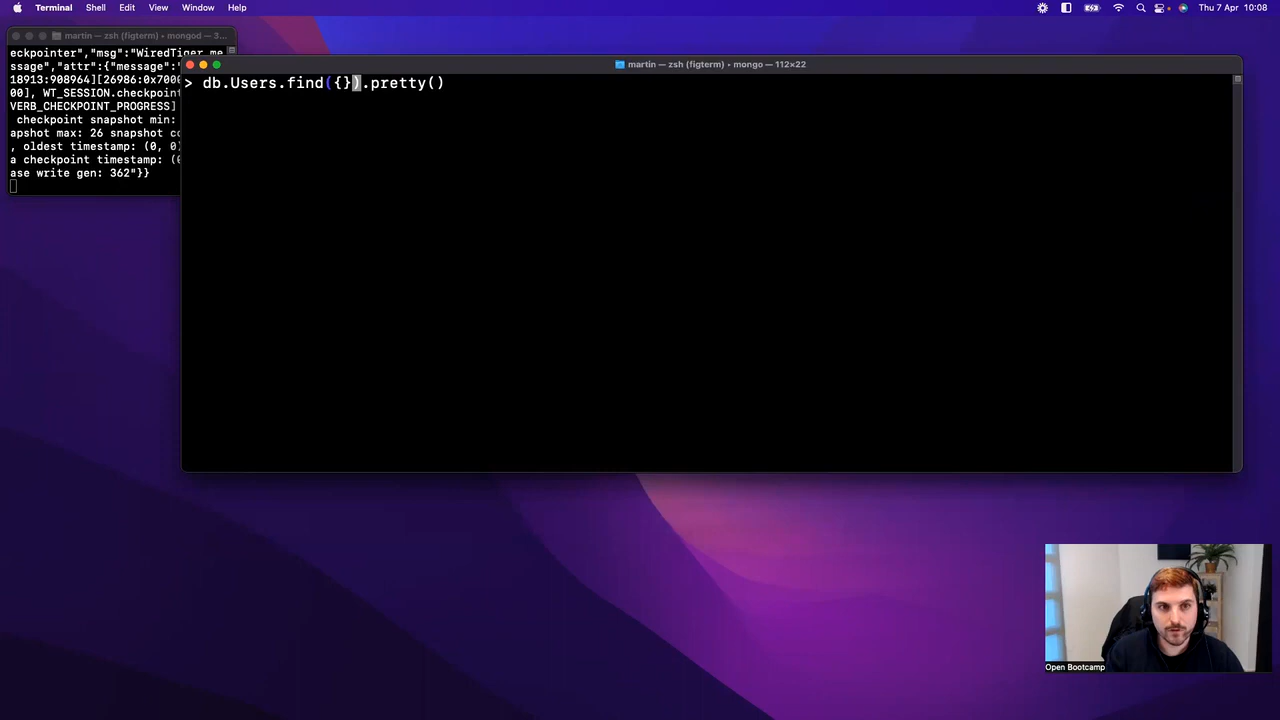 Terminal Shell Edit View Window Help Thu 7 Apr 10:08
martin — zsh (figterm) • mongod — 3...
eckpointer","msg":"WiredTiger me
ssage","attr":{"message":"
18913:908964][26986:0x7000
00], WT_SESSION.checkpoint
VERB_CHECKPOINT_PROGRESS]
checkpoint snapshot min:
apshot max: 26 snapshot co
, oldest timestamp: (0, 0)
a checkpoint timestamp: (0
ase write gen: 362"}}
martin — zsh (figterm) • mongo — 112×22
> db.Users.find({}).pretty()
Open Bootcamp